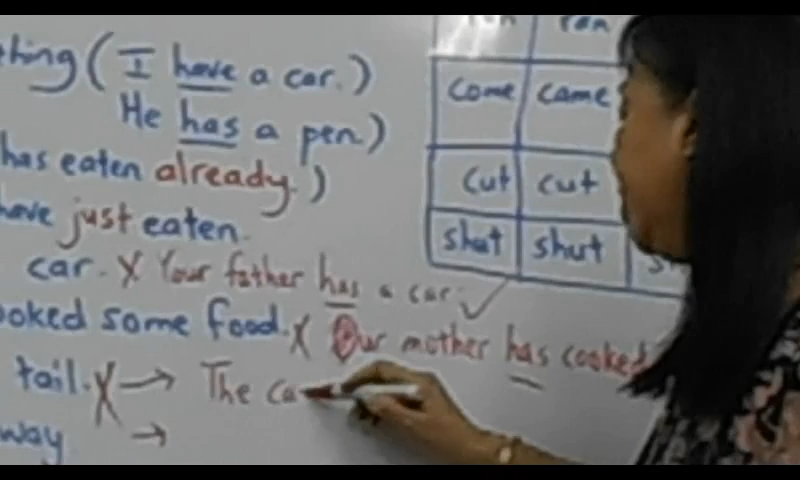 thing (I have a car.)
He has a pen.)
has eaten already.)
have just eaten.
car. X Your father has a car. ✓
ooked some food. X Our mother has cooked
tail. X → The ca
way →
ran
come came
cut cut
shut shut